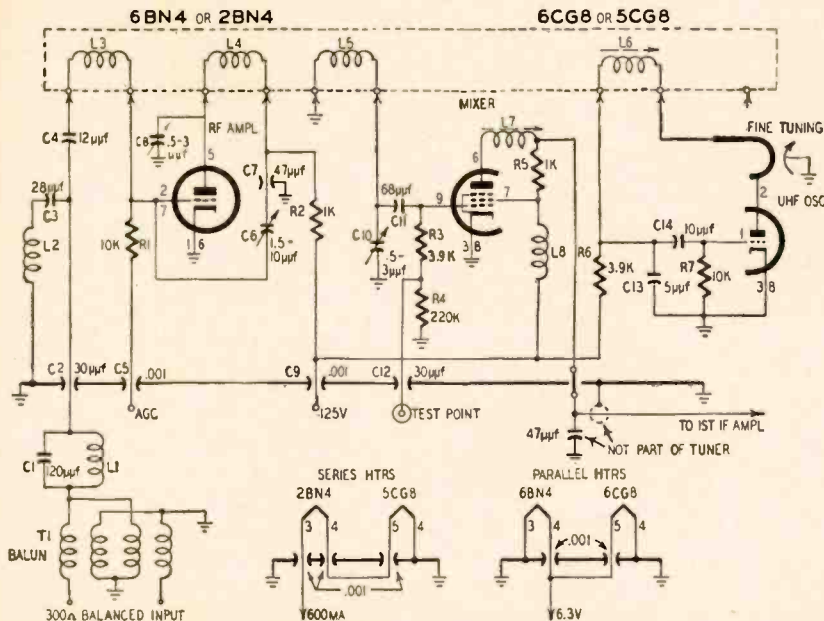 6BN4 OR 2BN4
6CG8 OR 5CG8
L3
L4
L5
L6
MIXER
C4
12μμf
C8
.5-3
μμf
RF AMPL
5
L7
FINE TUNING
28μμf
C3
C7
47μμf
68μμf
C11
6
R5
1K
2
UHF OSC
2
7
9
7
L2
10K
R1
1
6
C6
1.5-
10μμf
R2
1K
C10
.5-
3μμf
R3
3.9K
3
8
L8
R6
3.9K
C14
10μμf
1
R7
10K
C13
5μμf
3
8
R4
220K
C2
30μμf
C5
.001
C9
.001
C12
30μμf
AGC
125V
TEST POINT
TO 1ST IF AMPL
47μμf
NOT PART OF TUNER
C1
120μμf
L1
SERIES HTRS
PARALLEL HTRS
2BN4
5CG8
6BN4
6CG8
3
4
5
4
3
4
5
4
.001
.001
T1
BALUN
300Ω BALANCED INPUT
600MA
6.3V